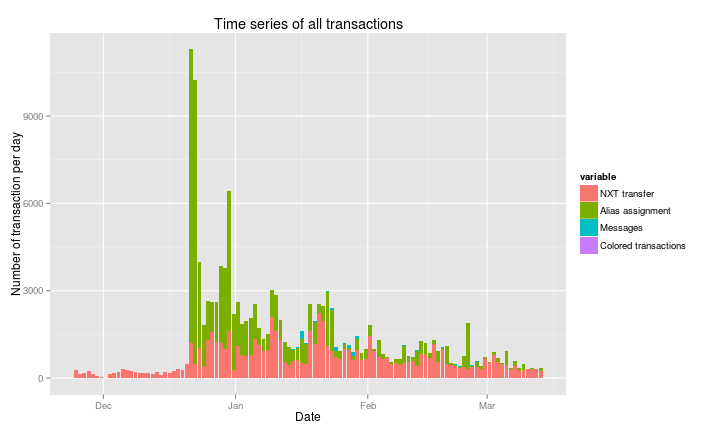 Time series of all transactions
Number of transaction per day
9000
6000
3000
0
Dec
Jan
Feb
Mar
Date
variable
NXT transfer
Alias assignment
Messages
Colored transactions